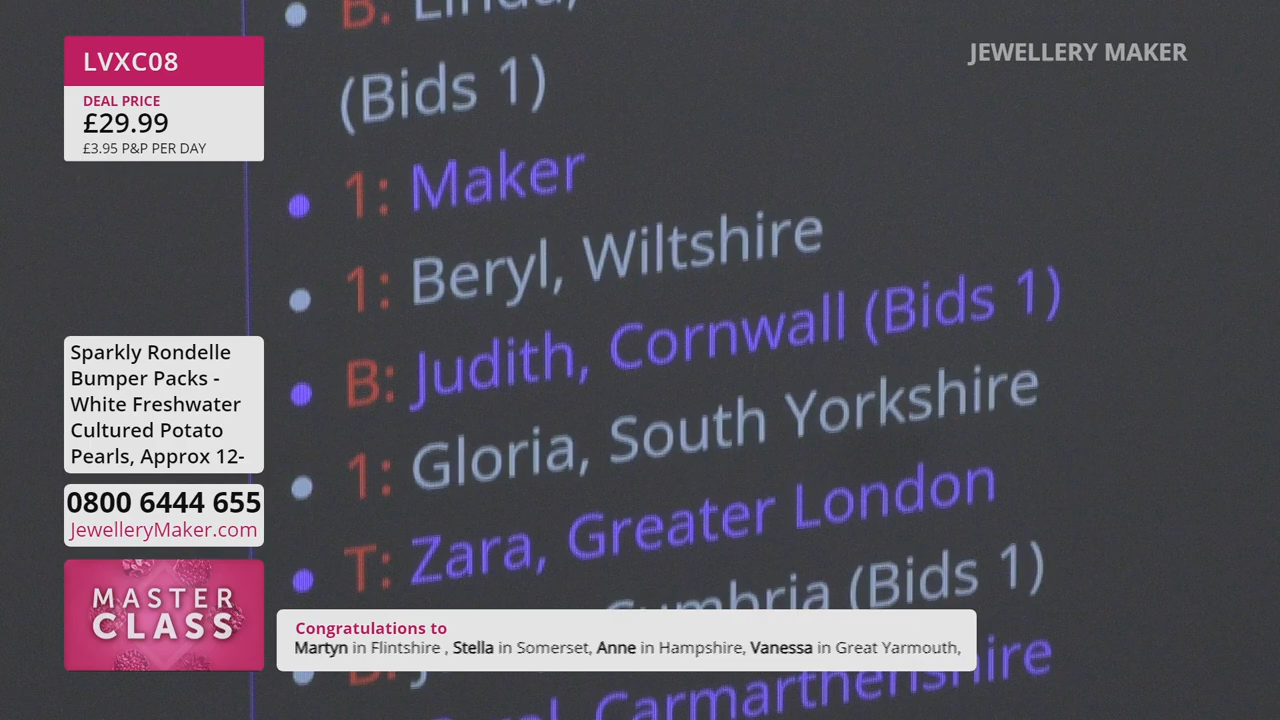 LVXC08
DEAL PRICE
£29.99
£3.95 P&P PER DAY
JEWELLERY MAKER
B: Linda,
(Bids 1)
1: Maker
1: Beryl, Wiltshire
B: Judith, Cornwall (Bids 1)
1: Gloria, South Yorkshire
T: Zara, Greater London
Cumbria (Bids 1)
Carmarthenshire
Sparkly Rondelle
Bumper Packs -
White Freshwater
Cultured Potato
Pearls, Approx 12-
0800 6444 655
JewelleryMaker.com
MASTER
CLASS
Congratulations to
Martyn in Flintshire , Stella in Somerset, Anne in Hampshire, Vanessa in Great Yarmouth,